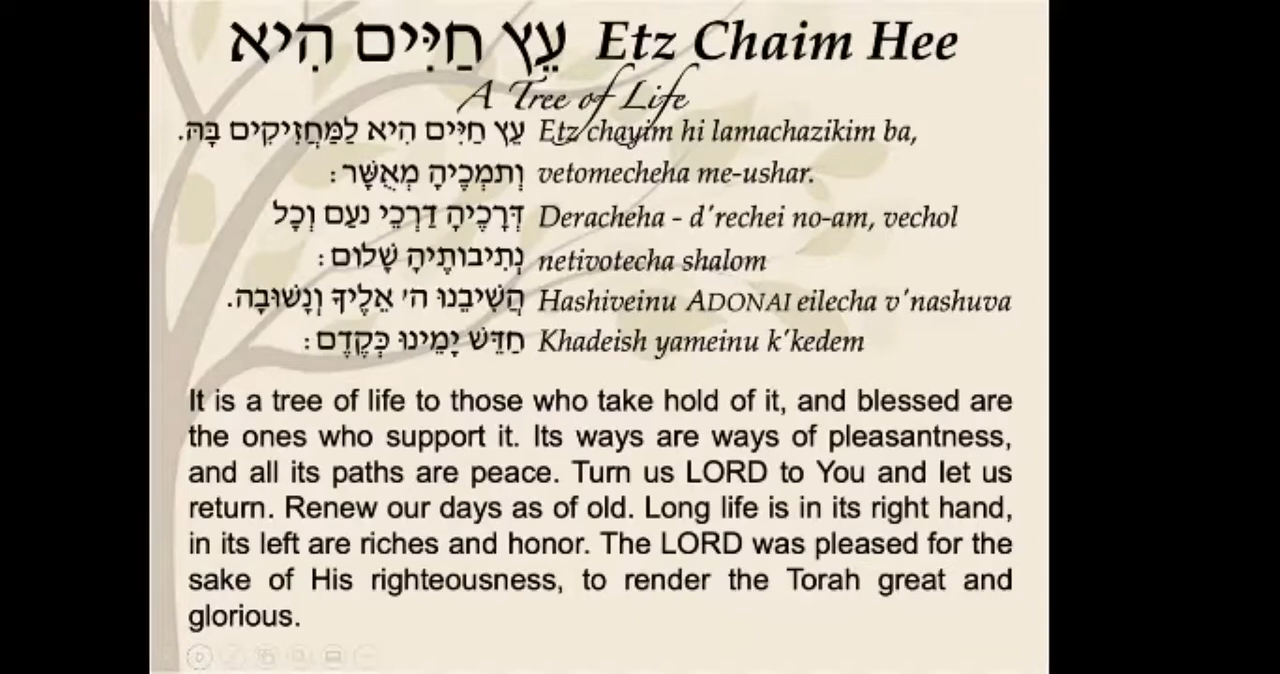 עֵץ חַיִּים הִיא Etz Chaim Hee
A Tree of Life
עֵץ חַיִּים הִיא לַמַּחֲזִיקִים בָּהּ. Etz chayim hi lamachazikim ba,
וְתמְכֶיהָ מְאֻשָּׁר: vetomecheha me-ushar.
דְּרָכֶיהָ דַּרְכֵי נעַם וְכָל Deracheha - d'rechei no-am, vechol
נְתִיבוֹתֶיהָ שָׁלוֹם: netivotecha shalom
הֲשִׁיבֵנוּ ה' אֵלֶיךָ וְנָשׁוּבָה. Hashiveinu ADONAI eilecha v'nashuva
חַדֵּשׁ יָמֵינוּ כְּקֶדֶם: Khadeish yameinu k'kedem
It is a tree of life to those who take hold of it, and blessed are
the ones who support it. Its ways are ways of pleasantness,
and all its paths are peace. Turn us LORD to You and let us
return. Renew our days as of old. Long life is in its right hand,
in its left are riches and honor. The LORD was pleased for the
sake of His righteousness, to render the Torah great and
glorious.